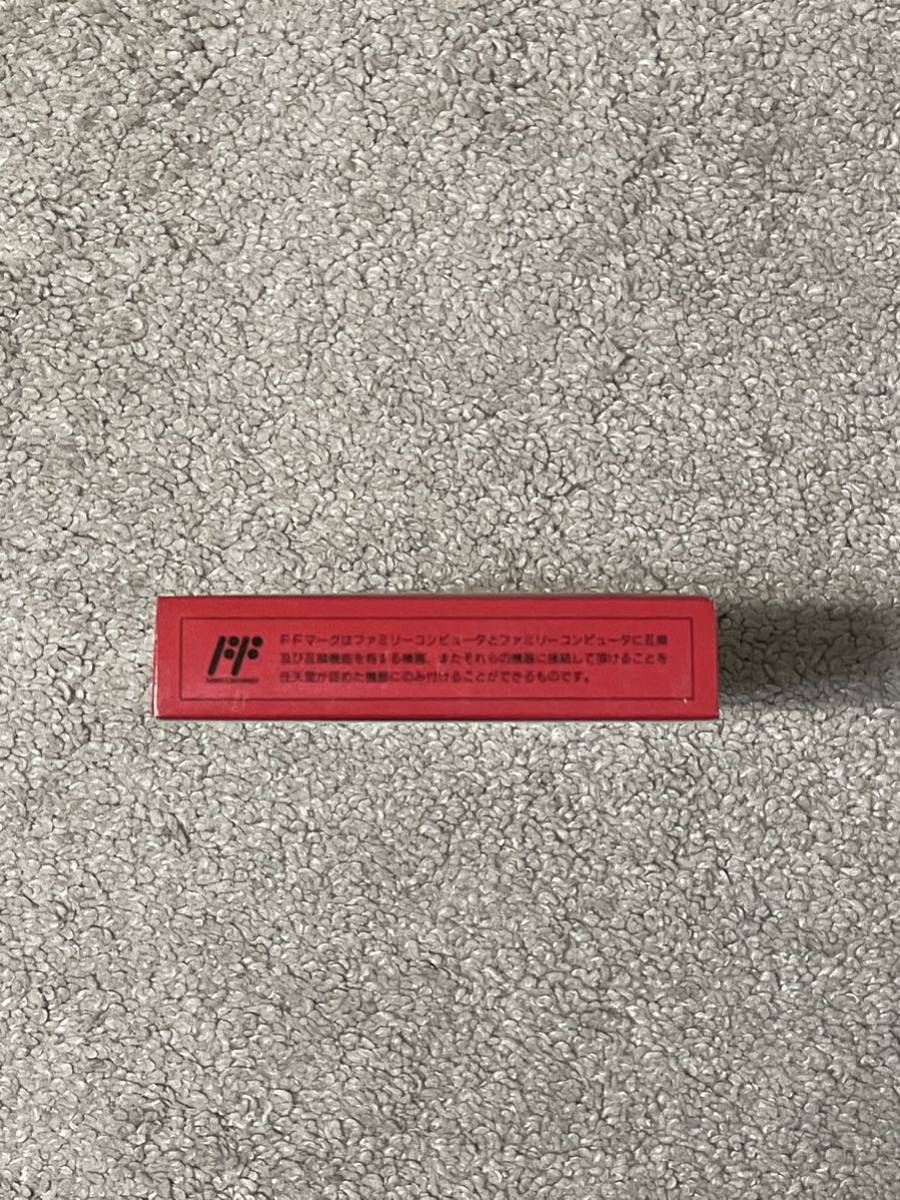 FF
FFマークはファミリーコンピュータとファミリーコンピュータに互換
及び互換機能を有する機器、またそれらの機器に接続して頂けることを
任天堂が認めた機器にのみ付けることができるものです。